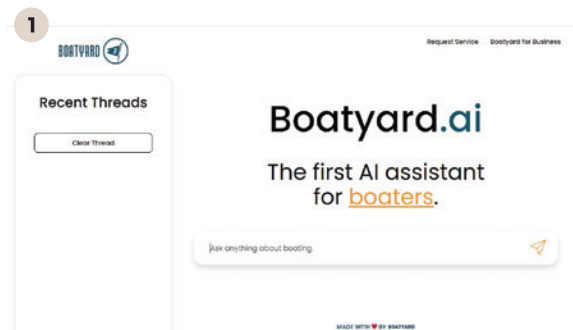 1
BOATYARD
Request Service Boatyard for Business
Recent Threads
Clear Thread
Boatyard.ai
The first AI assistant
for boaters.
Ask anything about boating.
MADE WITH ❤ BY BOATYARD